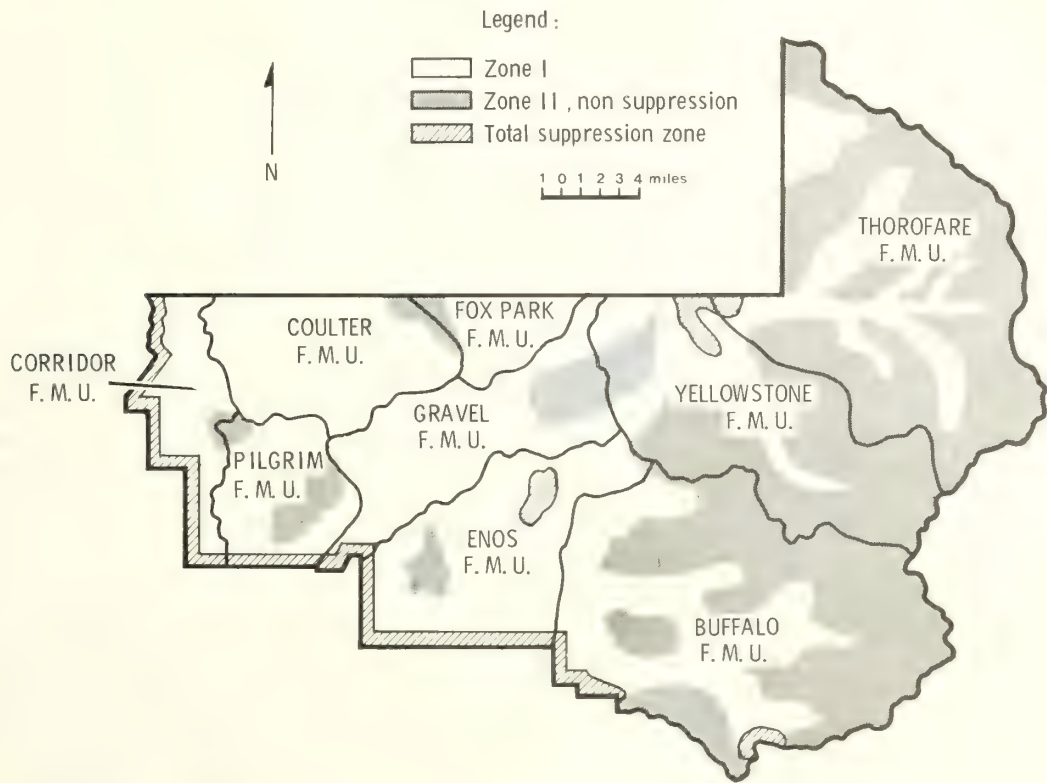 Legend :
Zone I
Zone II , non suppression
Total suppression zone
N
1 0 1 2 3 4 miles
THOROFARE
F. M. U.
COULTER
F. M. U.
FOX PARK
F. M. U.
CORRIDOR
F. M. U.
GRAVEL
F. M. U.
YELLOWSTONE
F. M. U.
PILGRIM
F. M. U.
ENOS
F. M. U.
BUFFALO
F. M. U.